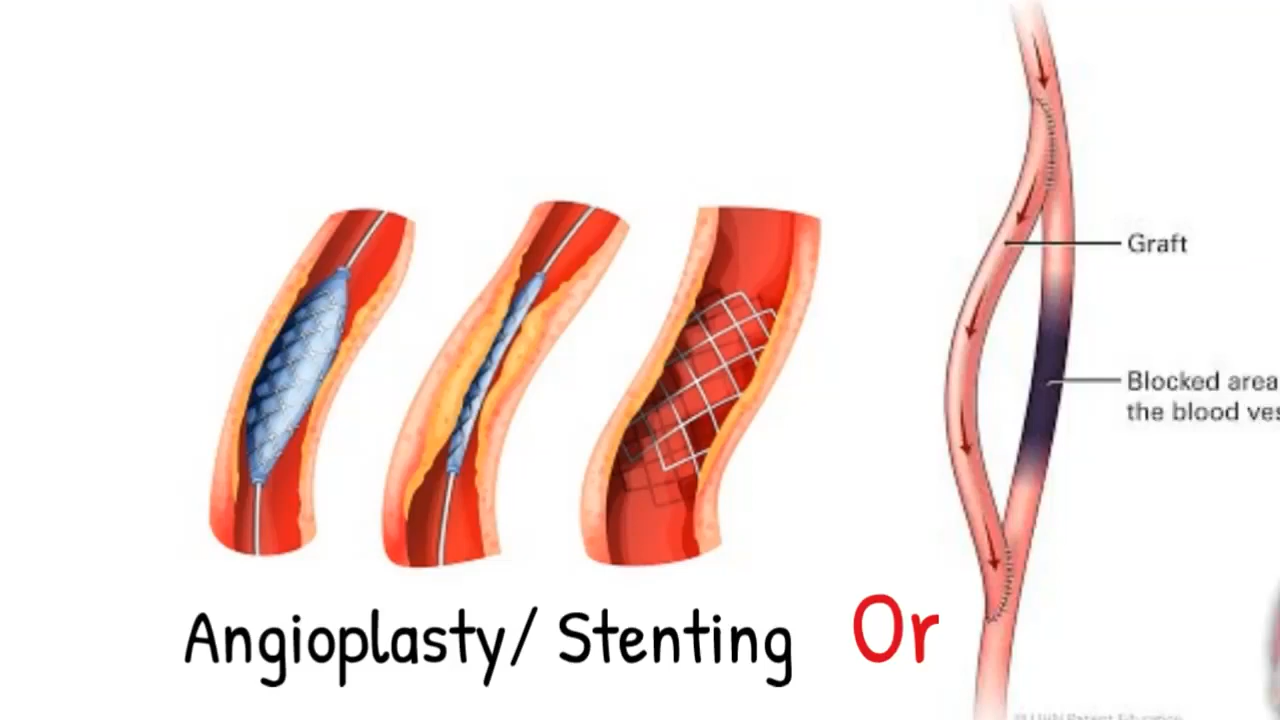 Graft
Blocked area
the blood ves
Angioplasty/ Stenting Or